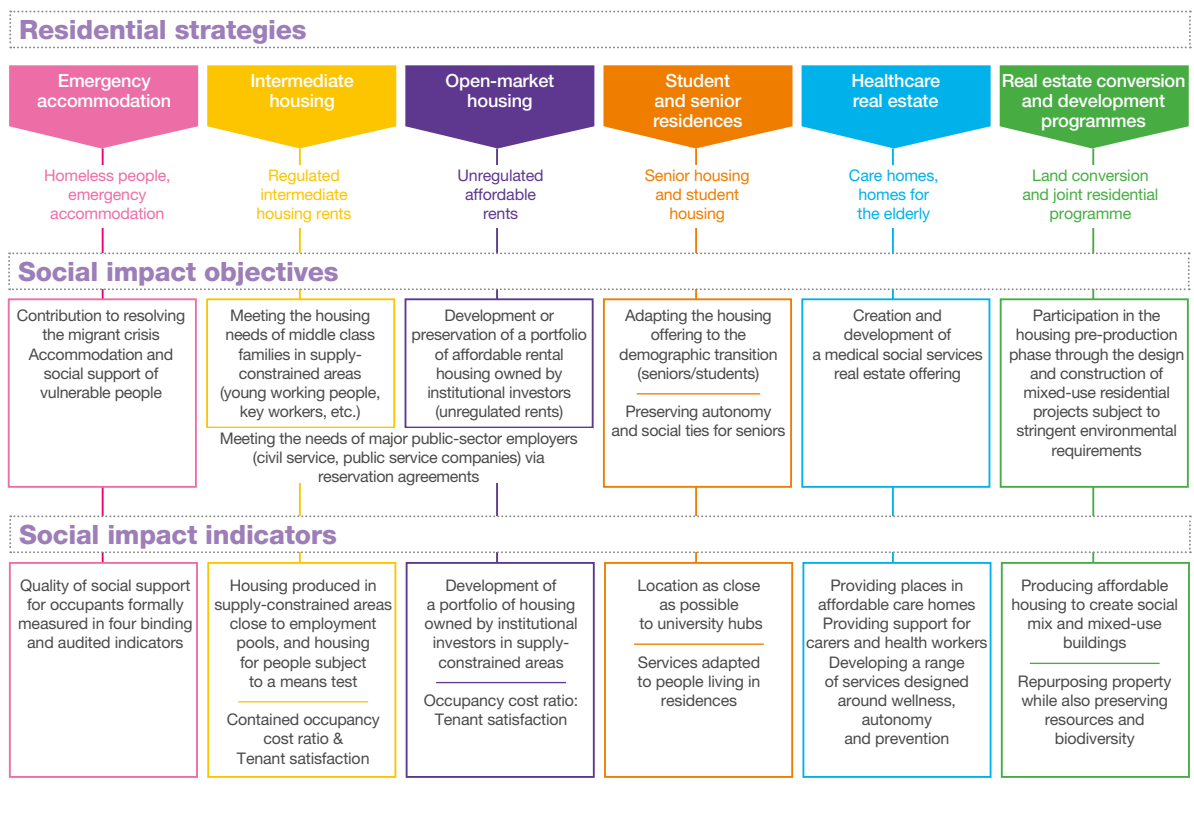 Residential strategies
Emergency
accommodation
Intermediate
housing
Open-market
housing
Student
and senior
residences
Healthcare
real estate
Real estate conversion
and development
programmes
Homeless people,
emergency
accommodation
Regulated
intermediate
housing rents
Unregulated
affordable
rents
Senior housing
and student
housing
Care homes,
homes for
the elderly
Land conversion
and joint residential
programme
Social impact objectives
Contribution to resolving
the migrant crisis
Accommodation and
social support of
vulnerable people
Meeting the housing
needs of middle class
families in supply-
constrained areas
(young working people,
key workers, etc.)
Development or
preservation of a portfolio
of affordable rental
housing owned by
institutional investors
(unregulated rents)
Meeting the needs of major public-sector employers
(civil service, public service companies) via
reservation agreements
Adapting the housing
offering to the
demographic transition
(seniors/students)
Preserving autonomy
and social ties for seniors
Creation and
development of
a medical social services
real estate offering
Participation in the
housing pre-production
phase through the design
and construction of
mixed-use residential
projects subject to
stringent environmental
requirements
Social impact indicators
Quality of social support
for occupants formally
measured in four binding
and audited indicators
Housing produced in
supply-constrained areas
close to employment
pools, and housing
for people subject
to a means test
Contained occupancy
cost ratio &
Tenant satisfaction
Development of
a portfolio of housing
owned by institutional
investors in supply-
constrained areas
Occupancy cost ratio:
Tenant satisfaction
Location as close
as possible
to university hubs
Services adapted
to people living in
residences
Providing places in
affordable care homes
Providing support for
carers and health workers
Developing a range
of services designed
around wellness,
autonomy
and prevention
Producing affordable
housing to create social
mix and mixed-use
buildings
Repurposing property
while also preserving
resources and
biodiversity